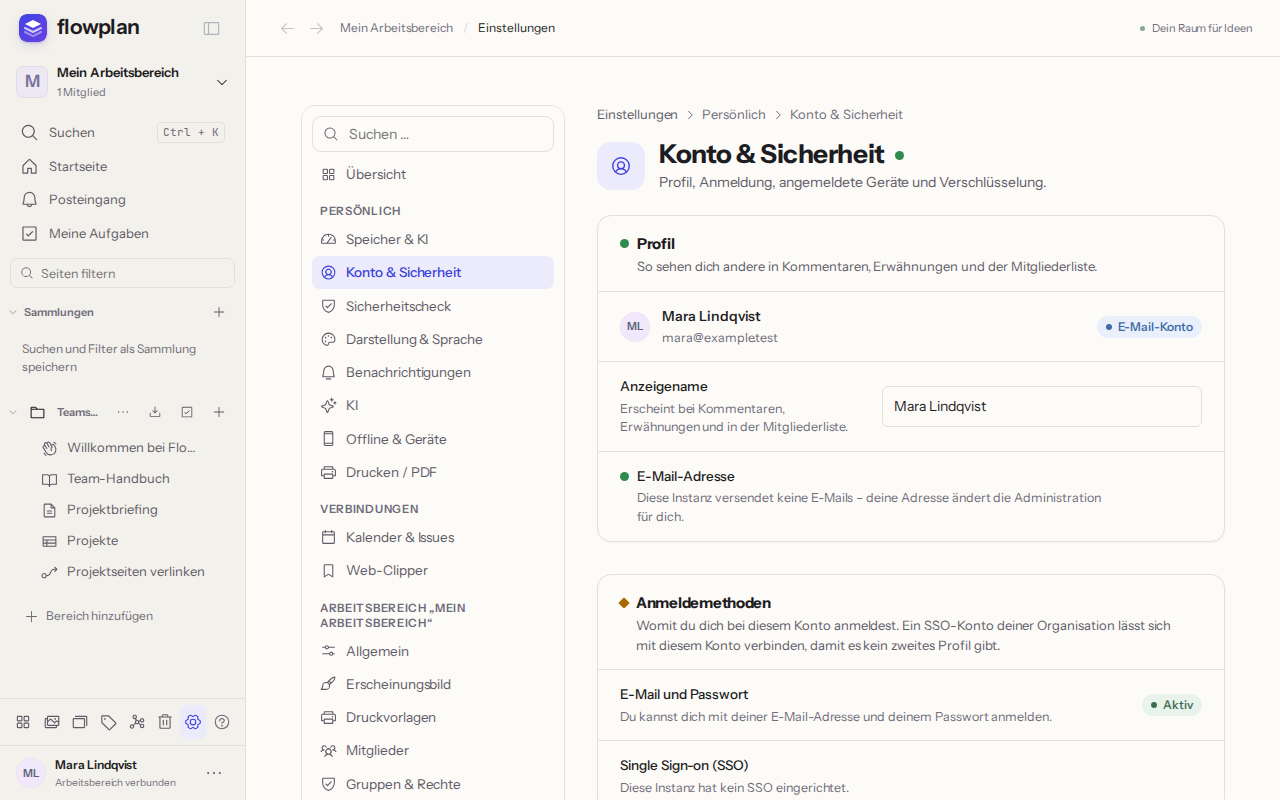 flowplan
M
Mein Arbeitsbereich
1 Mitglied
Suchen
Ctrl + K
Startseite
Posteingang
Meine Aufgaben
Seiten filtern
Sammlungen
Suchen und Filter als Sammlung
speichern
Teams…
Willkommen bei Flo…
Team-Handbuch
Projektbriefing
Projekte
Projektseiten verlinken
Bereich hinzufügen
ML
Mara Lindqvist
Arbeitsbereich verbunden
Mein Arbeitsbereich / Einstellungen
Dein Raum für Ideen
Suchen …
Übersicht
PERSÖNLICH
Speicher & KI
Konto & Sicherheit
Sicherheitscheck
Darstellung & Sprache
Benachrichtigungen
KI
Offline & Geräte
Drucken / PDF
VERBINDUNGEN
Kalender & Issues
Web-Clipper
ARBEITSBEREICH „MEIN
ARBEITSBEREICH“
Allgemein
Erscheinungsbild
Druckvorlagen
Mitglieder
Gruppen & Rechte
Einstellungen > Persönlich > Konto & Sicherheit
Konto & Sicherheit
Profil, Anmeldung, angemeldete Geräte und Verschlüsselung.
Profil
So sehen dich andere in Kommentaren, Erwähnungen und der Mitgliederliste.
ML
Mara Lindqvist
mara@example.test
E-Mail-Konto
Anzeigename
Erscheint bei Kommentaren,
Erwähnungen und in der Mitgliederliste.
Mara Lindqvist
E-Mail-Adresse
Diese Instanz versendet keine E-Mails – deine Adresse ändert die Administration
für dich.
Anmeldemethoden
Womit du dich bei diesem Konto anmeldest. Ein SSO-Konto deiner Organisation lässt sich
mit diesem Konto verbinden, damit es kein zweites Profil gibt.
E-Mail und Passwort
Du kannst dich mit deiner E-Mail-Adresse und deinem Passwort anmelden.
Aktiv
Single Sign-on (SSO)
Diese Instanz hat kein SSO eingerichtet.